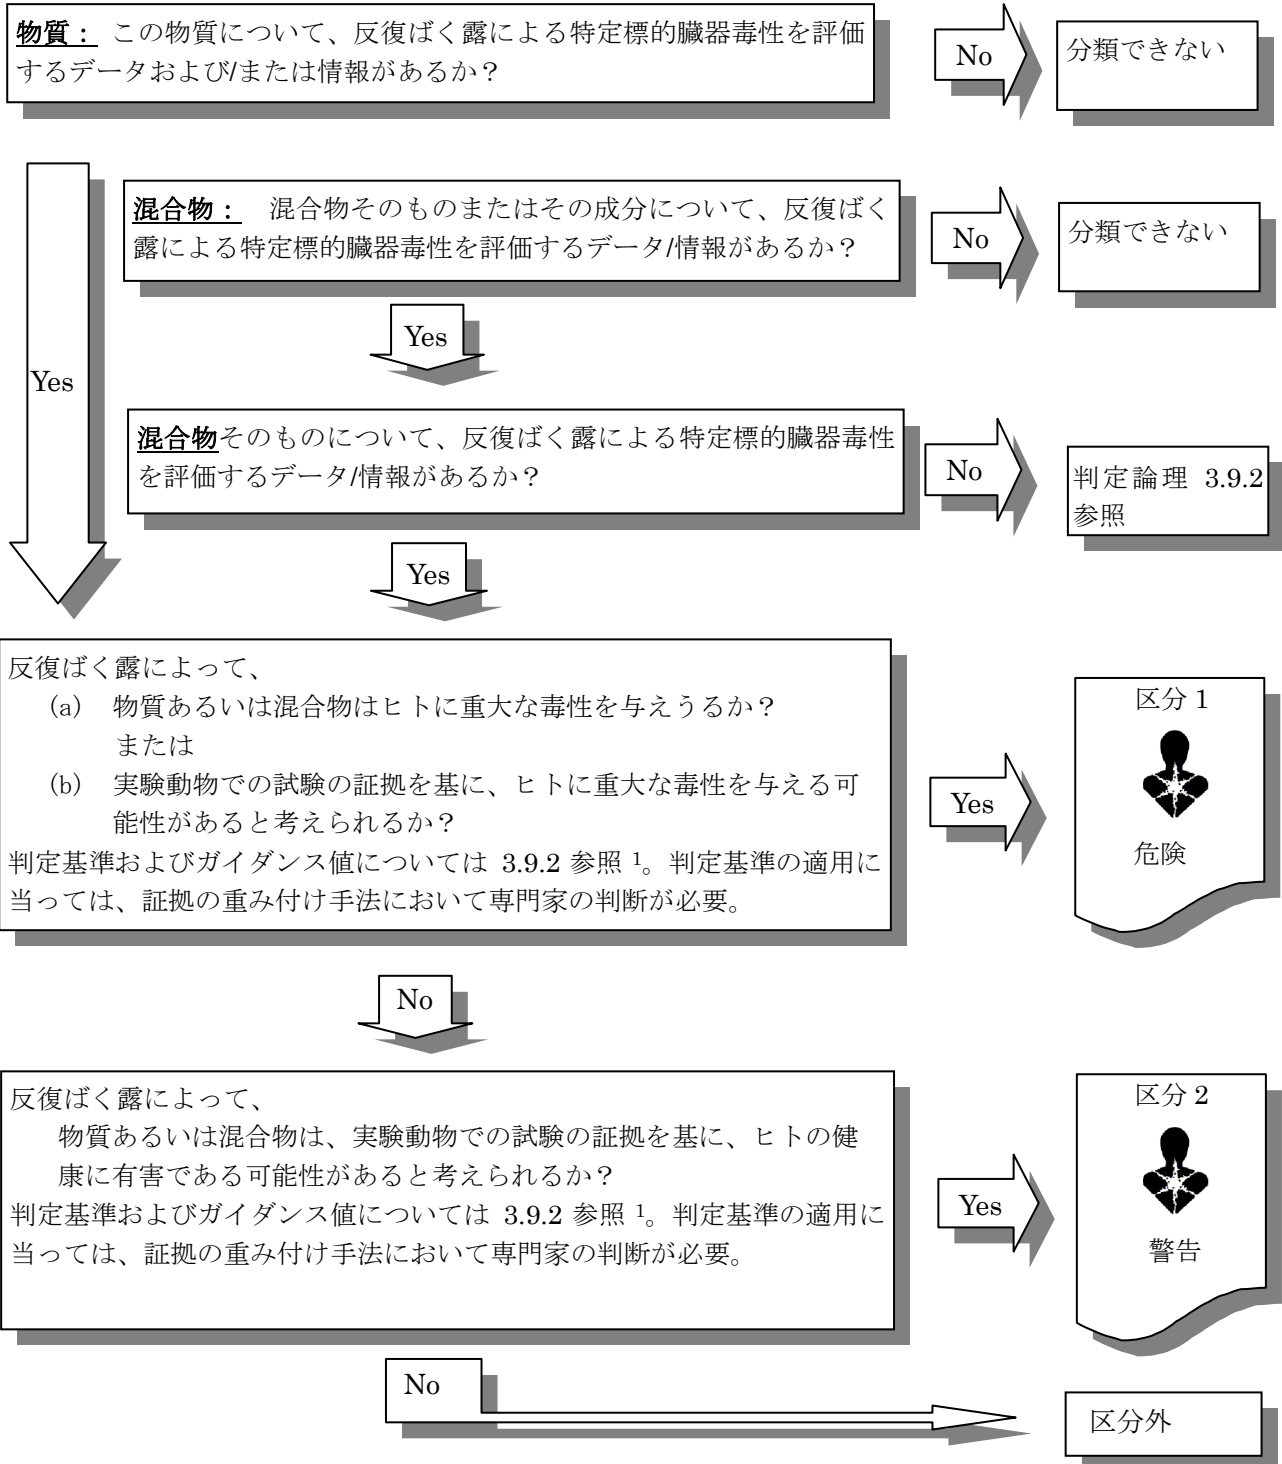 物質： この物質について、反復ばく露による特定標的臓器毒性を評価
するデータおよび/または情報があるか？
No
分類できない
混合物： 混合物そのものまたはその成分について、反復ばく
露による特定標的臓器毒性を評価するデータ/情報があるか？
No
分類できない
Yes
Yes
混合物そのものについて、反復ばく露による特定標的臓器毒性
を評価するデータ/情報があるか？
No
判定論理 3.9.2
参照
Yes
反復ばく露によって、
(a) 物質あるいは混合物はヒトに重大な毒性を与えうるか？
または
(b) 実験動物での試験の証拠を基に、ヒトに重大な毒性を与える可
能性があると考えられるか？
判定基準およびガイダンス値については 3.9.2 参照 1。判定基準の適用に
当っては、証拠の重み付け手法において専門家の判断が必要。
Yes
区分 1
危険
No
反復ばく露によって、
物質あるいは混合物は、実験動物での試験の証拠を基に、ヒトの健
康に有害である可能性があると考えられるか？
判定基準およびガイダンス値については 3.9.2 参照 1。判定基準の適用に
当っては、証拠の重み付け手法において専門家の判断が必要。
Yes
区分 2
警告
No
区分外